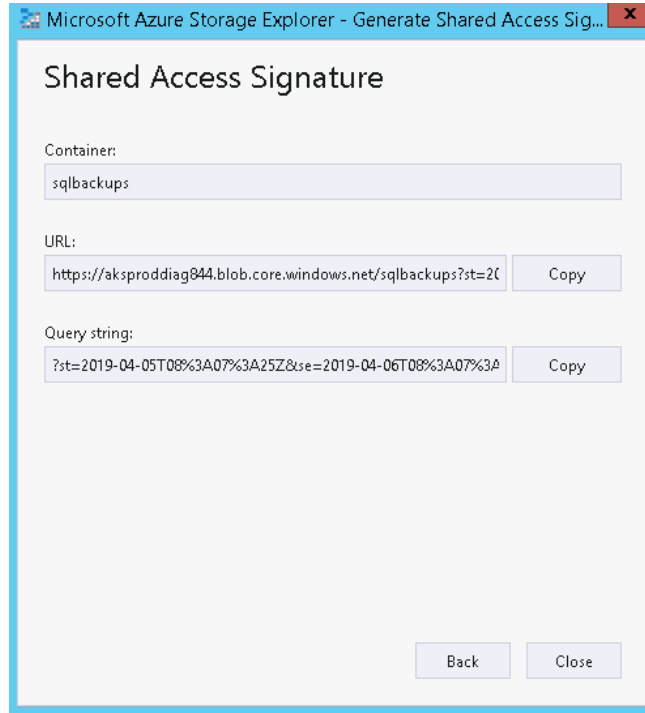 Microsoft Azure Storage Explorer - Generate Shared Access Sig... x
Shared Access Signature
Container:
sqlbackups
URL:
https://aksproddiag844.blob.core.windows.net/sqlbackups?st=20 Copy
Query string:
?st=2019-04-05T08%3A07%3A25Z&se=2019-04-06T08%3A07%3A Copy
Back Close